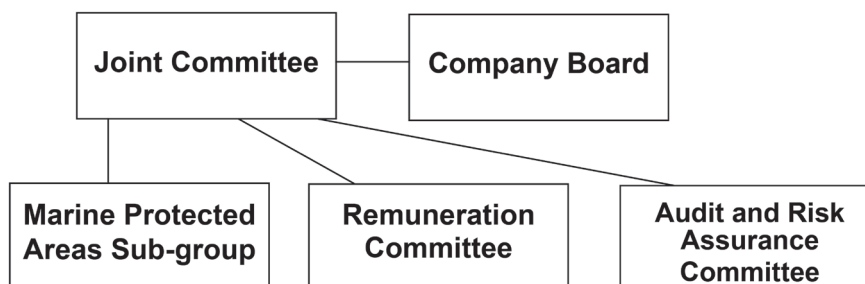 Joint Committee
Company Board
Marine Protected
Areas Sub-group
Remuneration
Committee
Audit and Risk
Assurance
Committee